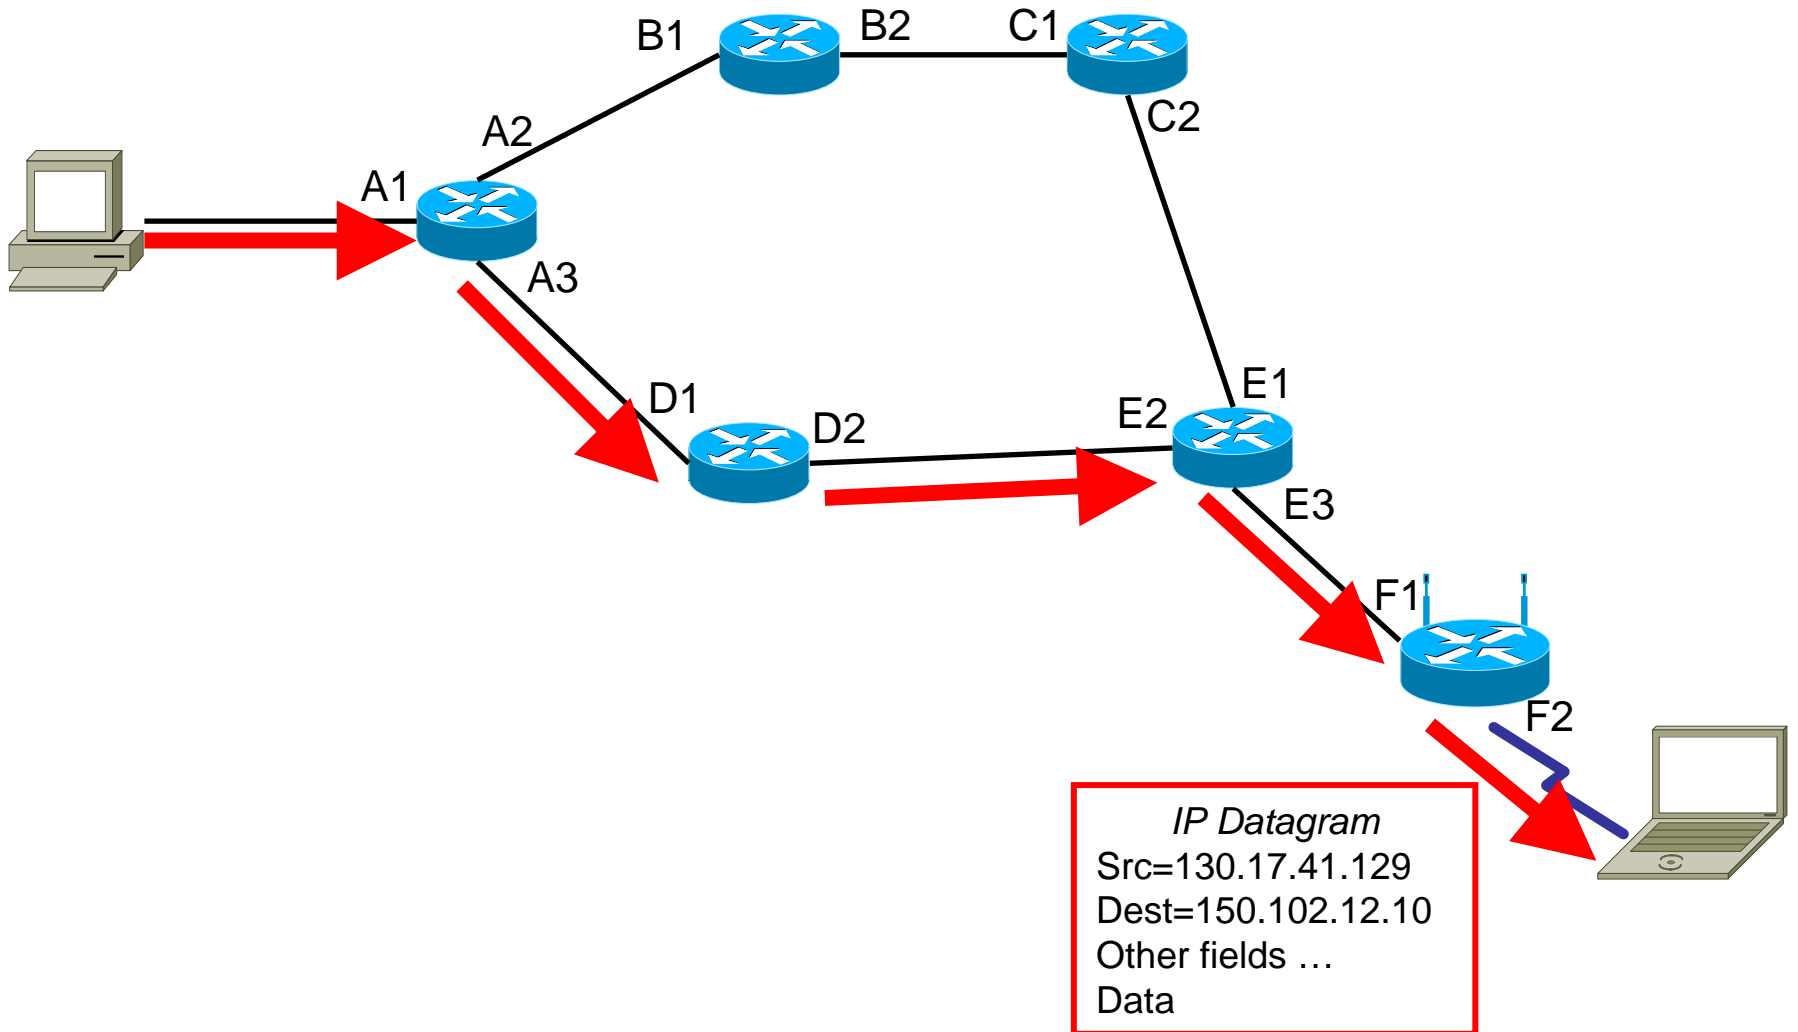 B1
B2
C1
A2
C2
A1
A3
D1
D2
E2
E1
E3
F1
F2
IP Datagram
Src=130.17.41.129
Dest=150.102.12.10
Other fields …
Data